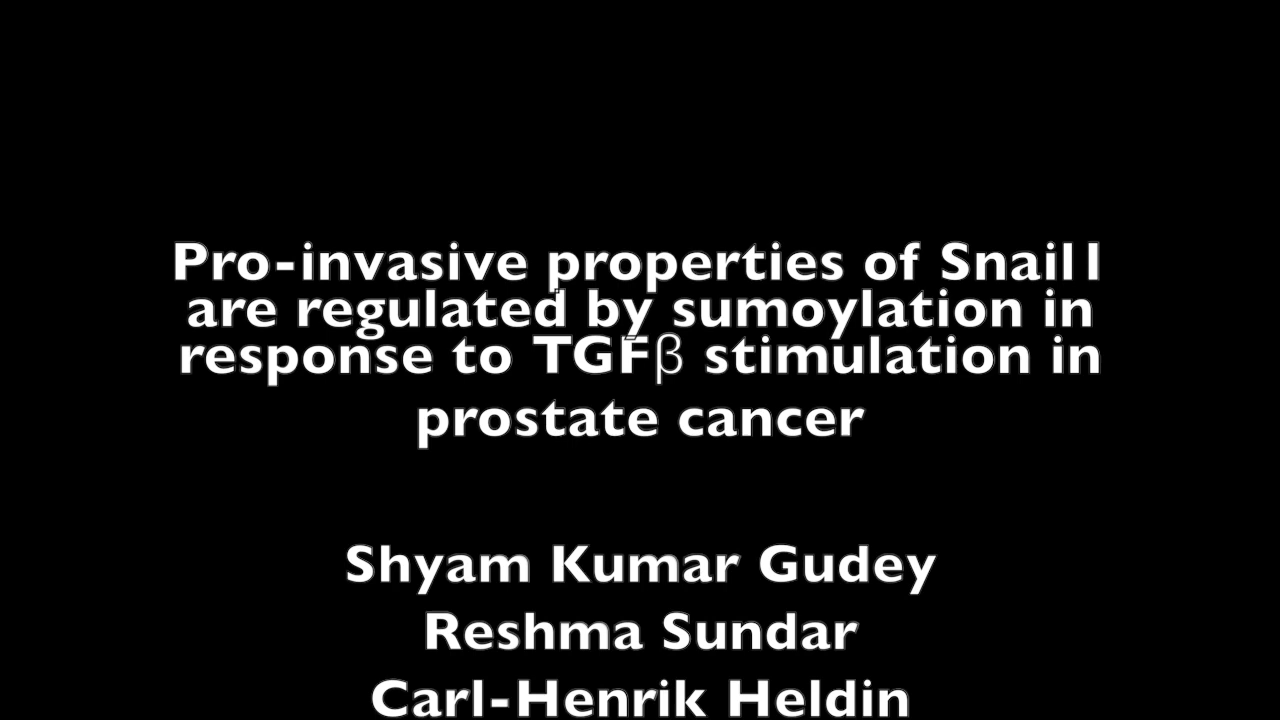 Pro-invasive properties of Snail1
are regulated by sumoylation in
response to TGFβ stimulation in
prostate cancer
Shyam Kumar Gudey
Reshma Sundar
Carl-Henrik Heldin